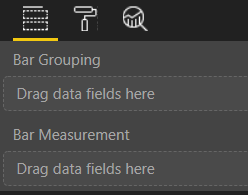 Bar Grouping
Drag data fields here
Bar Measurement
Drag data fields here